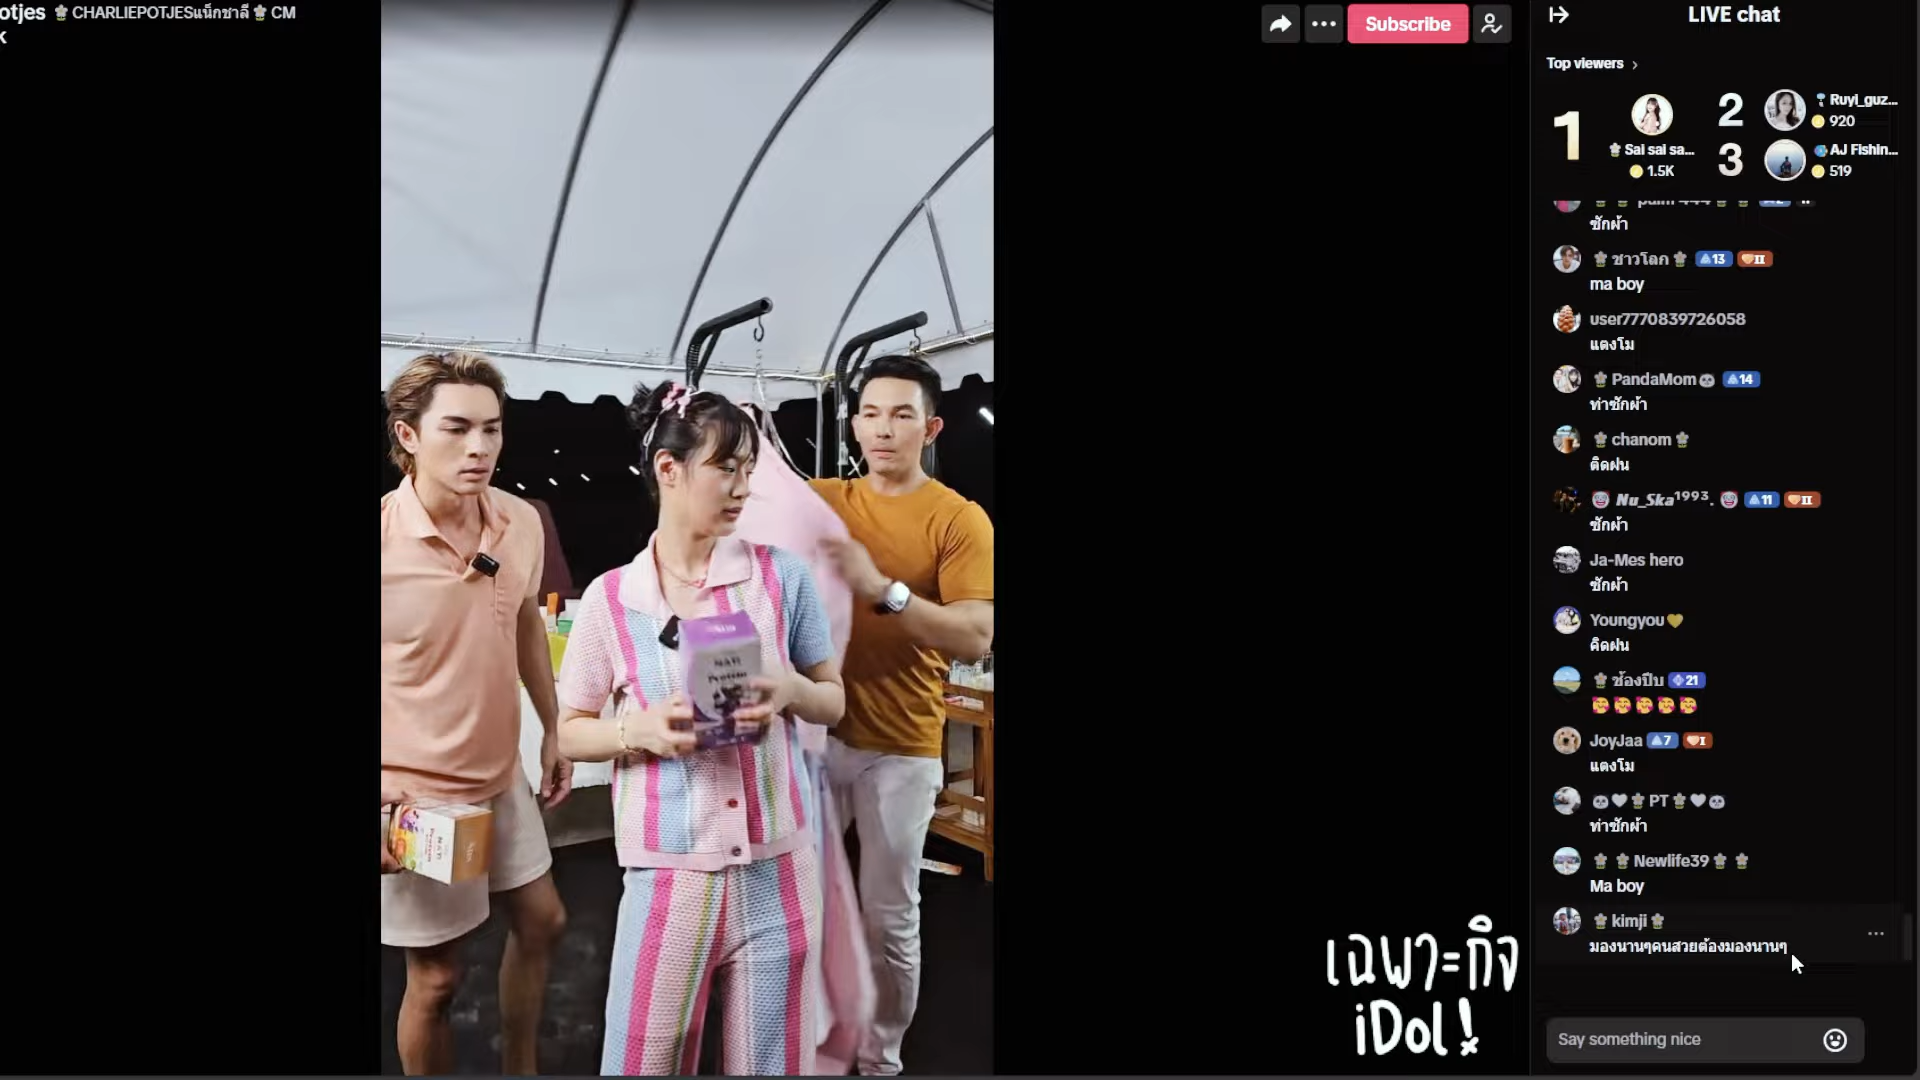 otjes CHARLIEPOTJESแน็กชาลี CM
Subscribe
LIVE chat
Top viewers
1
Sai sai sa...
1.5K
2
Ruyi_guz...
920
3
AJ Fishin...
519
ซักผ้า
ชาวโลก 13 II
ma boy
user7770839726058
แตงโม
PandaMom 14
ท่าซักผ้า
chanom
ติดฝน
Nu_Ska¹⁹⁹³. 11 II
ซักผ้า
Ja-Mes hero
ซักผ้า
Youngyou
คิดฝน
ช้องปีบ 21
JoyJaa 7 I
แตงโม
PT
ท่าซักผ้า
Newlife39
Ma boy
kimji
มองนานๆคนสวยต้องมองนานๆ
Say something nice
NATI
Protein
เฉพาะกิจ
iDol!